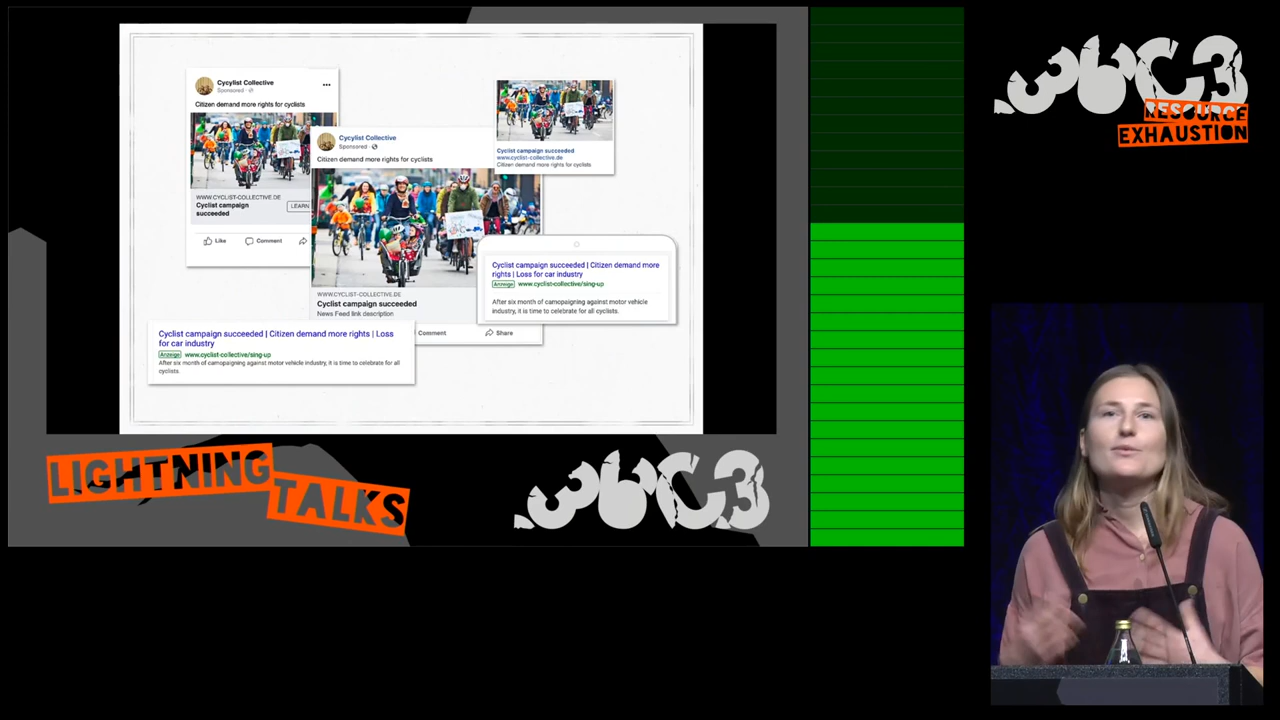 Cycylist Collective
Sponsored ·
Citizen demand more rights for cyclists
WWW.CYCLIST-COLLECTIVE.DE
Cyclist campaign
succeeded
LEARN
Like
Comment
Cycylist Collective
Sponsored ·
Citizen demand more rights for cyclists
WWW.CYCLIST-COLLECTIVE.DE
Cyclist campaign succeeded
News Feed link description
Comment
Share
Cyclist campaign succeeded
www.cyclist-collective.de
Citizen demand more rights for cyclists
Cyclist campaign succeeded | Citizen demand more
rights | Loss for car industry
Anzeige www.cyclist-collective/sing-up
After six month of camopaigning against motor vehicle
industry, it is time to celebrate for all cyclists.
Cyclist campaign succeeded | Citizen demand more rights | Loss
for car industry
Anzeige www.cyclist-collective/sing-up
After six month of camopaigning against motor vehicle industry, it is time to celebrate for all
cyclists.
LIGHTNING
TALKS
36C3
36C3
RESOURCE
EXHAUSTION